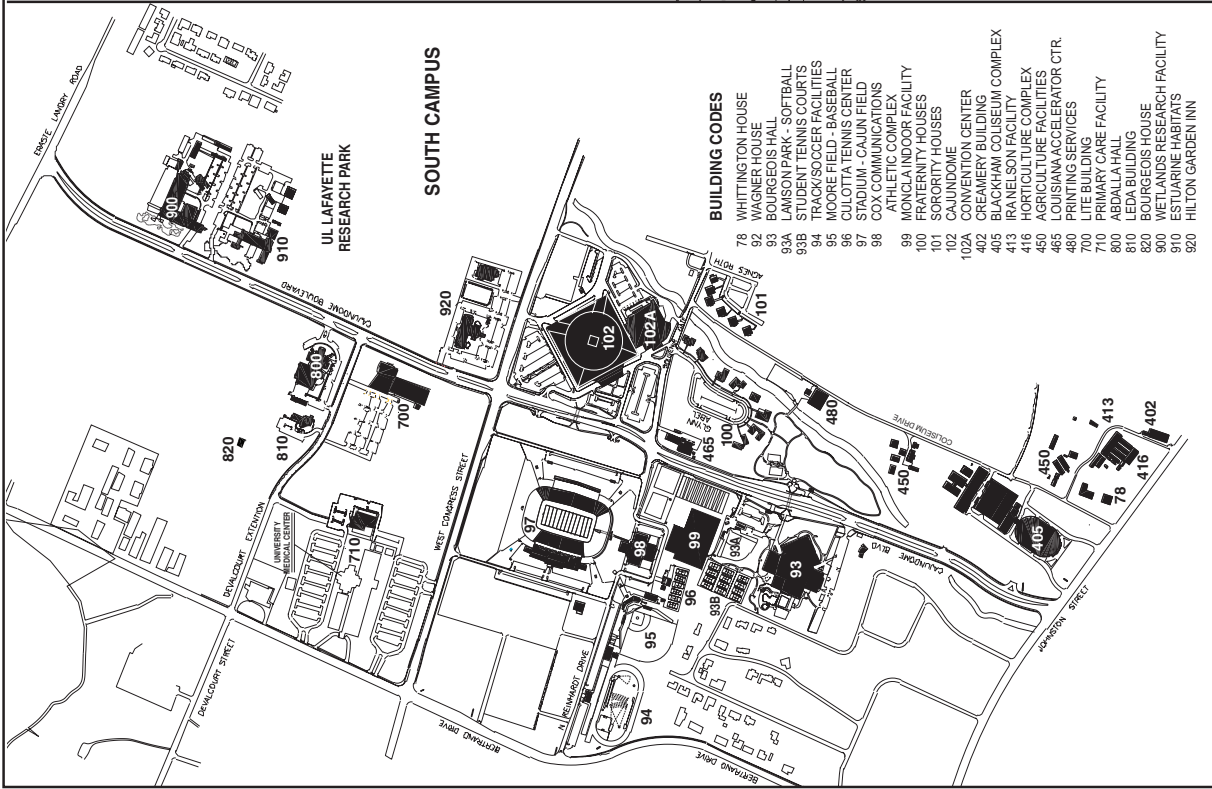 ERASTE LANDRY ROAD
900
910
UL LAFAYETTE
RESEARCH PARK
SOUTH CAMPUS
CAJUNDOME BOULEVARD
800
810
820
700
920
DEVALCOURT EXTENTION
UNIVERSITY
MEDICAL CENTER
710
DEVALCOURT STREET
WEST CONGRESS STREET
102
102A
AGNES ROTH
101
97
GLYNN
ABEL
465
100
480
COLISEUM DRIVE
98
99
93A
96
93B
95
94
REINHARDT DRIVE
BERTRAND DRIVE
BERTRAND DRIVE
92
93
CAJUNDOME BLVD
450
450
413
402
416
78
405
JOHNSTON STREET
BUILDING CODES
78 WHITTINGTON HOUSE
92 WAGNER HOUSE
93 BOURGEOIS HALL
93A LAMSON PARK - SOFTBALL
93B STUDENT TENNIS COURTS
94 TRACK/SOCCER FACILITIES
95 MOORE FIELD - BASEBALL
96 CULOTTA TENNIS CENTER
97 STADIUM - CAJUN FIELD
98 COX COMMUNICATIONS
ATHLETIC COMPLEX
99 MONCLA INDOOR FACILITY
100 FRATERNITY HOUSES
101 SORORITY HOUSES
102 CAJUNDOME
102A CONVENTION CENTER
402 CREAMERY BUILDING
405 BLACKHAM COLISEUM COMPLEX
413 IRA NELSON FACILITY
416 HORTICULTURE COMPLEX
450 AGRICULTURE FACILITIES
465 LOUISIANA ACCELERATOR CTR.
480 PRINTING SERVICES
700 LITE BUILDING
710 PRIMARY CARE FACILITY
800 ABDALLA HALL
810 LEDA BUILDING
820 BOURGEOIS HOUSE
900 WETLANDS RESEARCH FACILITY
910 ESTUARINE HABITATS
920 HILTON GARDEN INN